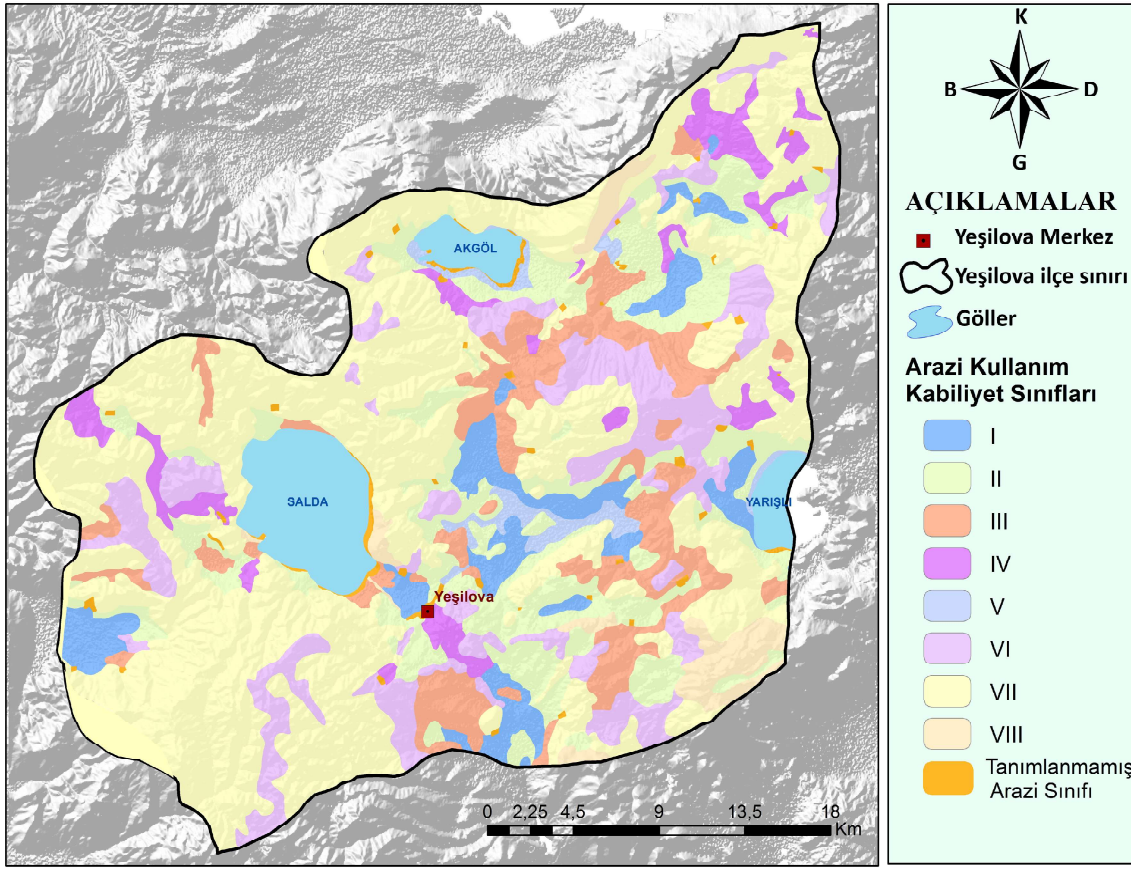 AKGÖL
SALDA
YARIŞLI
Yeşilova
0 2,25 4,5 9 13,5 18
Km
K
B D
G
AÇIKLAMALAR
Yeşilova Merkez
Yeşilova ilçe sınırı
Göller
Arazi Kullanım
Kabiliyet Sınıfları
I
II
III
IV
V
VI
VII
VIII
Tanımlanmamış
Arazi Sınıfı